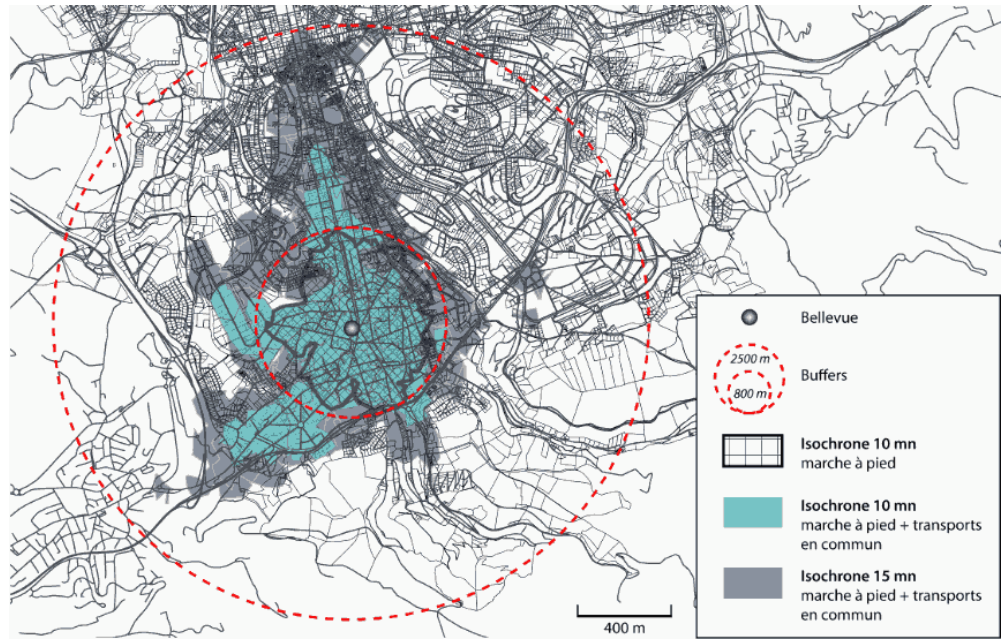 Bellevue
2500 m
Buffers
800 m
Isochrone 10 mn
marche à pied
Isochrone 10 mn
marche à pied + transports
en commun
Isochrone 15 mn
marche à pied + transports
en commun
400 m